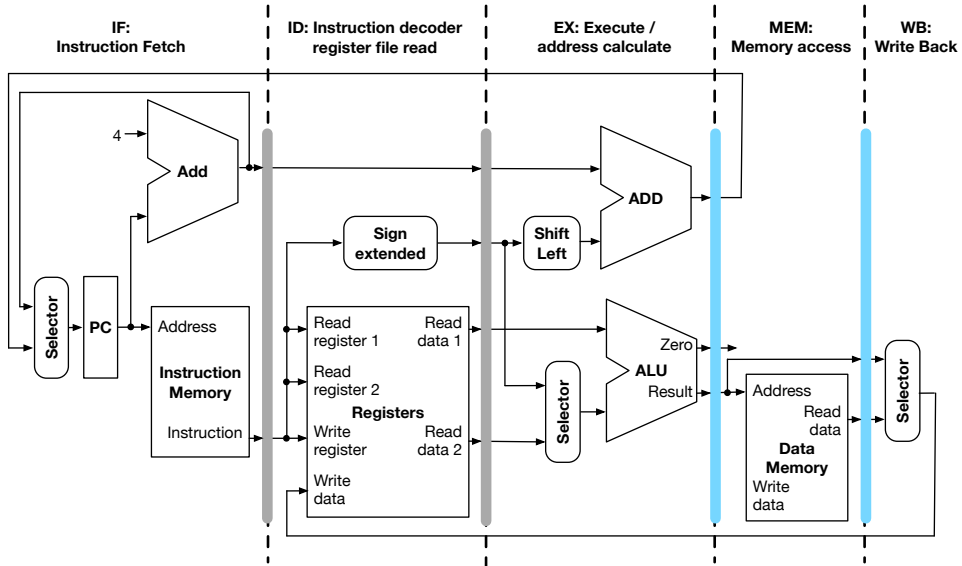 IF:
Instruction Fetch
ID: Instruction decoder
register file read
EX: Execute /
address calculate
MEM:
Memory access
WB:
Write Back
4
Add
ADD
Sign
extended
Shift
Left
Selector
PC
Address
Instruction
Memory
Instruction
Read
register 1
Read
data 1
Read
register 2
Registers
Write
register
Read
data 2
Write
data
Selector
Zero
ALU
Result
Address
Read
data
Data
Memory
Write
data
Selector